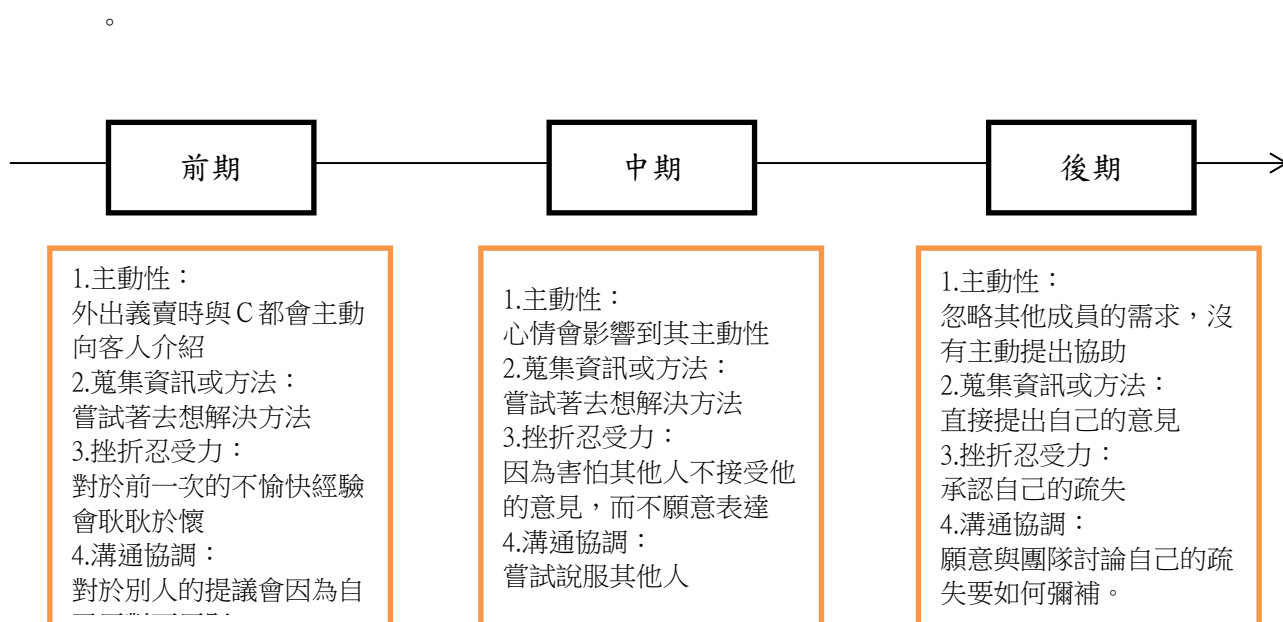 。
前期
中期
後期
1.主動性：
外出義賣時與Ｃ都會主動
向客人介紹
2.蒐集資訊或方法：
嘗試著去想解決方法
3.挫折忍受力：
對於前一次的不愉快經驗
會耿耿於懷
4.溝通協調：
對於別人的提議會因為自
1.主動性：
心情會影響到其主動性
2.蒐集資訊或方法：
嘗試著去想解決方法
3.挫折忍受力：
因為害怕其他人不接受他
的意見，而不願意表達
4.溝通協調：
嘗試說服其他人
1.主動性：
忽略其他成員的需求，沒
有主動提出協助
2.蒐集資訊或方法：
直接提出自己的意見
3.挫折忍受力：
承認自己的疏失
4.溝通協調：
願意與團隊討論自己的疏
失要如何彌補。